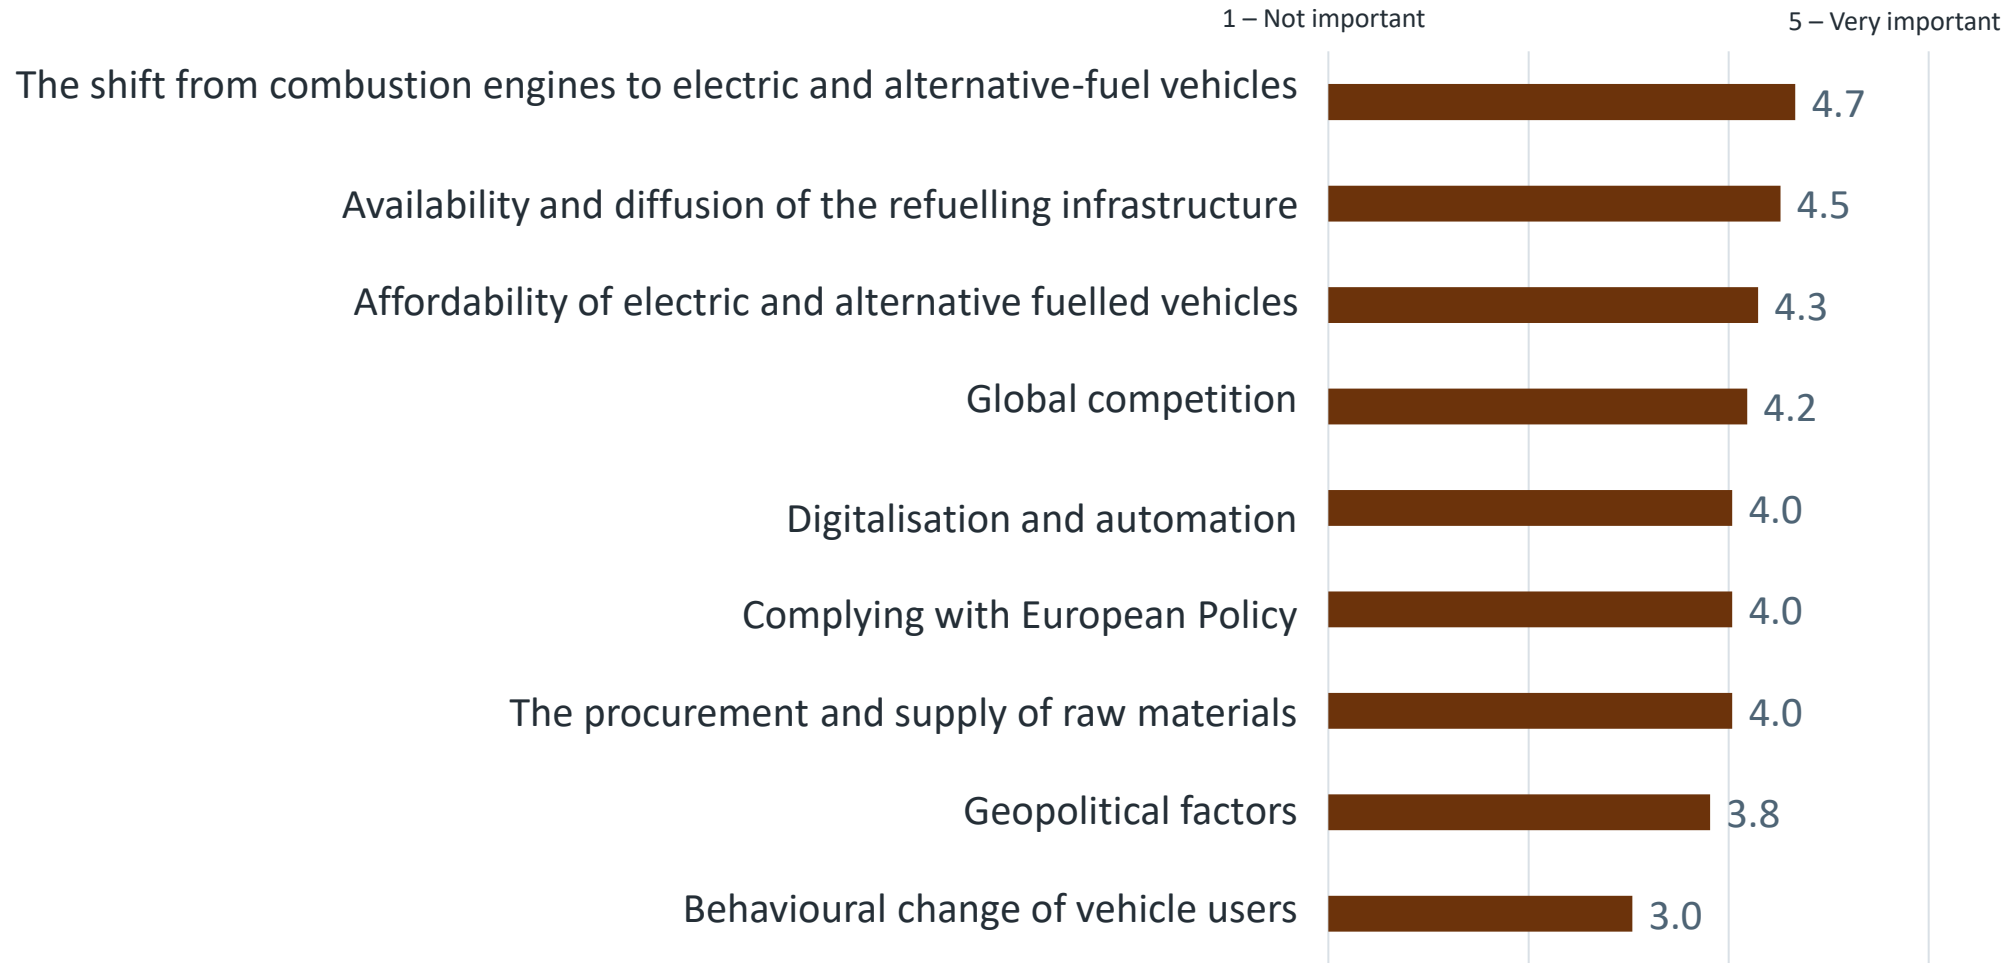 1 – Not important
5 – Very important
The shift from combustion engines to electric and alternative-fuel vehicles
4.7
Availability and diffusion of the refuelling infrastructure
4.5
Affordability of electric and alternative fuelled vehicles
4.3
Global competition
4.2
Digitalisation and automation
4.0
Complying with European Policy
4.0
The procurement and supply of raw materials
4.0
Geopolitical factors
3.8
Behavioural change of vehicle users
3.0